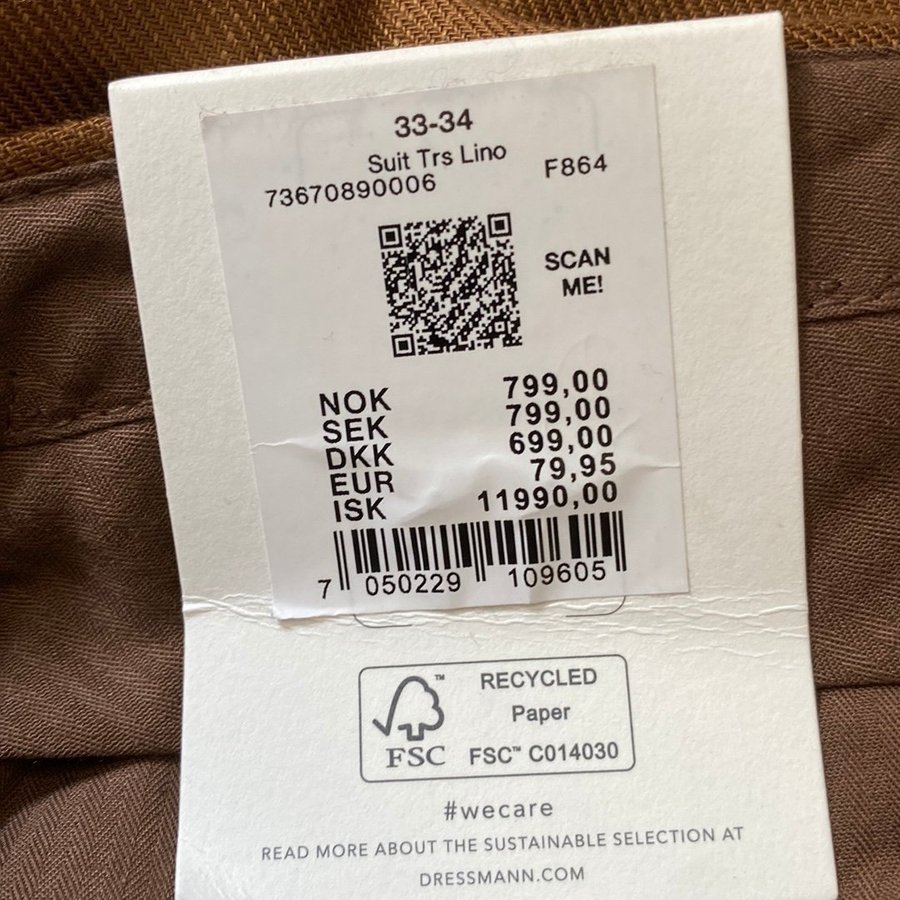 33-34
Suit Trs Lino
73670890006 F864
SCAN
ME!
NOK 799,00
SEK 799,00
DKK 699,00
EUR 79,95
ISK 11990,00
7 050229 109605
FSC™ RECYCLED
Paper
FSC™ C014030
#wecare
READ MORE ABOUT THE SUSTAINABLE SELECTION AT
DRESSMANN.COM